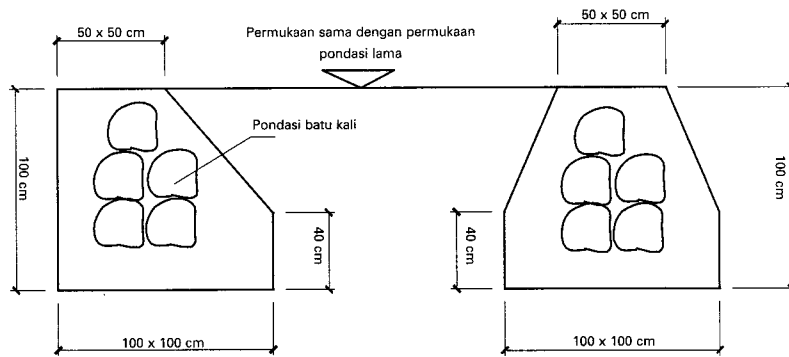 50 x 50 cm
Permukaan sama dengan permukaan
pondasi lama
50 x 50 cm
Pondasi batu kali
100 cm
40 cm
40 cm
100 cm
100 x 100 cm
100 x 100 cm